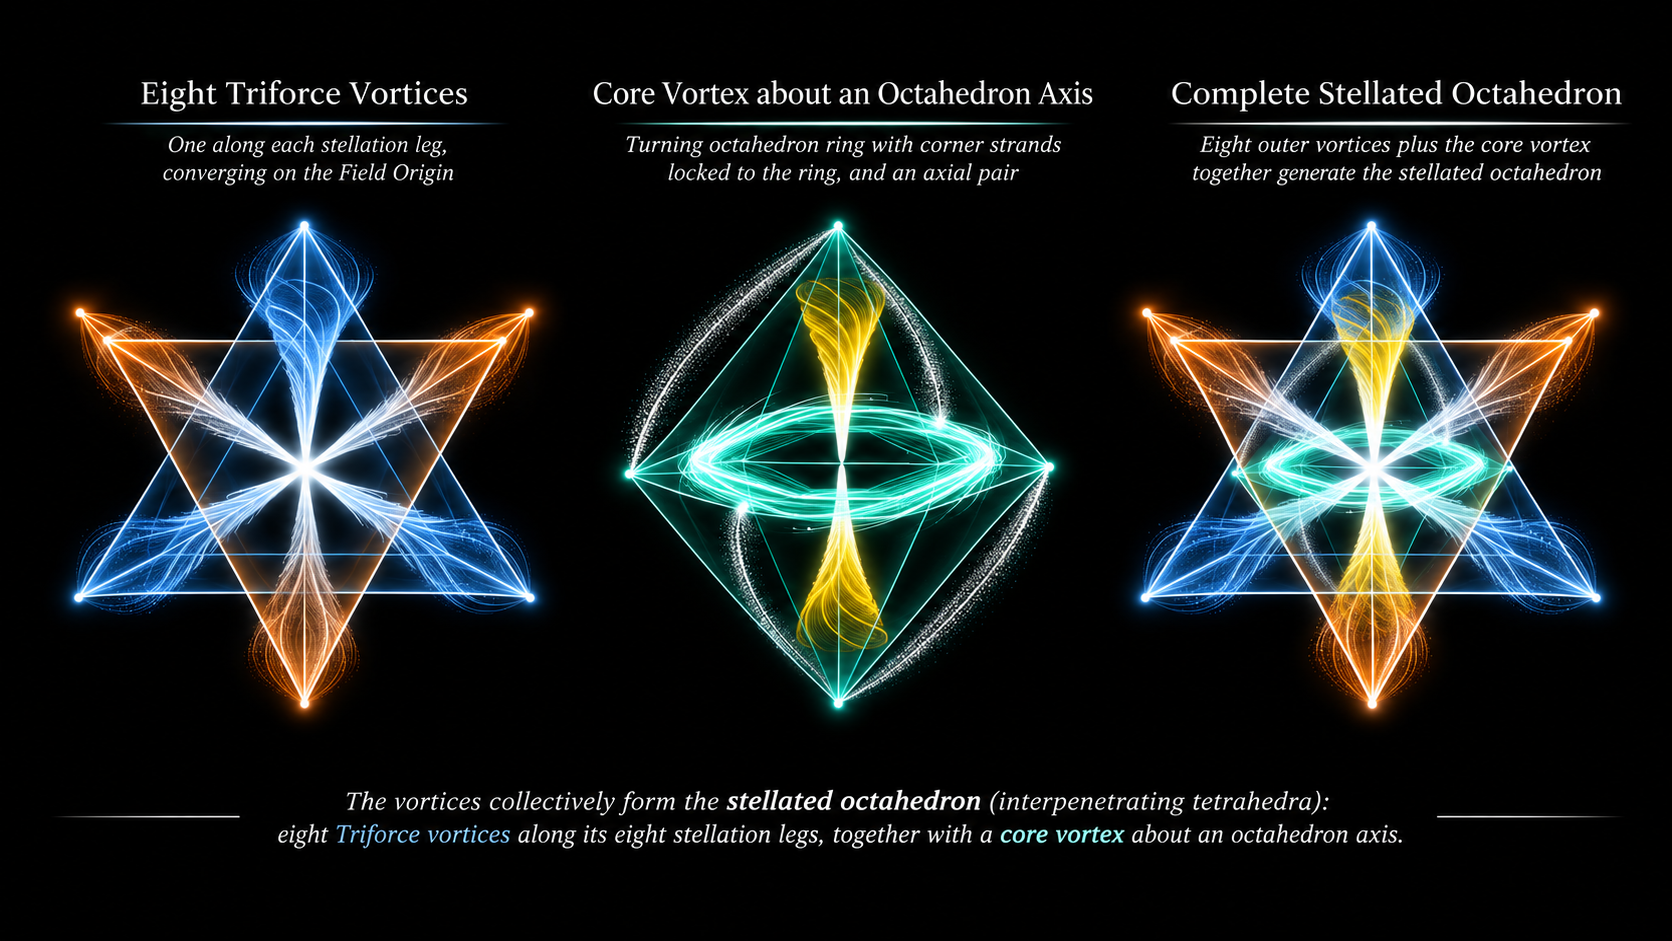 Eight Triforce Vortices
One along each stellation leg,
converging on the Field Origin
Core Vortex about an Octahedron Axis
Turning octahedron ring with corner strands
locked to the ring, and an axial pair
Complete Stellated Octahedron
Eight outer vortices plus the core vortex
together generate the stellated octahedron
The vortices collectively form the stellated octahedron (interpenetrating tetrahedra):
eight Triforce vortices along its eight stellation legs, together with a core vortex about an octahedron axis.